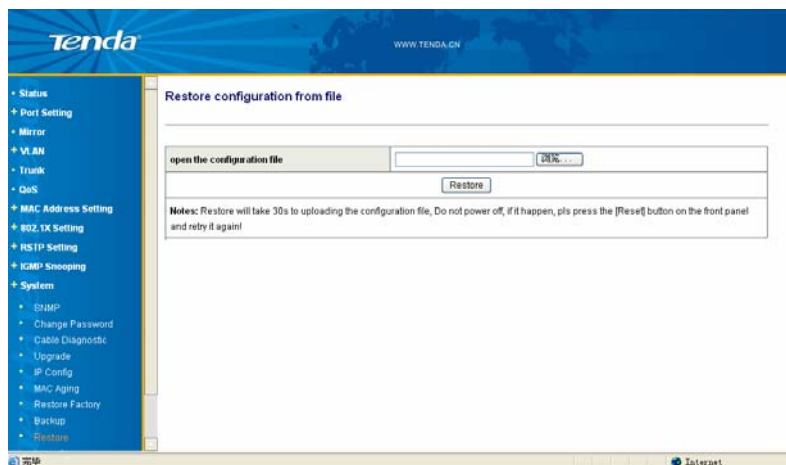 Tenda
WWW.TENDA.CN
• Status
+ Port Setting
• Mirror
+ VLAN
• Trunk
• QoS
+ MAC Address Setting
+ 802.1X Setting
+ RSTP Setting
+ IGMP Snooping
+ System
• SNMP
• Change Password
• Cable Diagnostic
• Upgrade
• IP Config
• MAC Aging
• Restore Factory
• Backup
• Restore
Restore configuration from file
open the configuration file
Restore
Notes: Restore will take 30s to uploading the configuration file, Do not power off, if it happen, pls press the [Reset] button on the front panel
and retry it again!
完毕
Internet